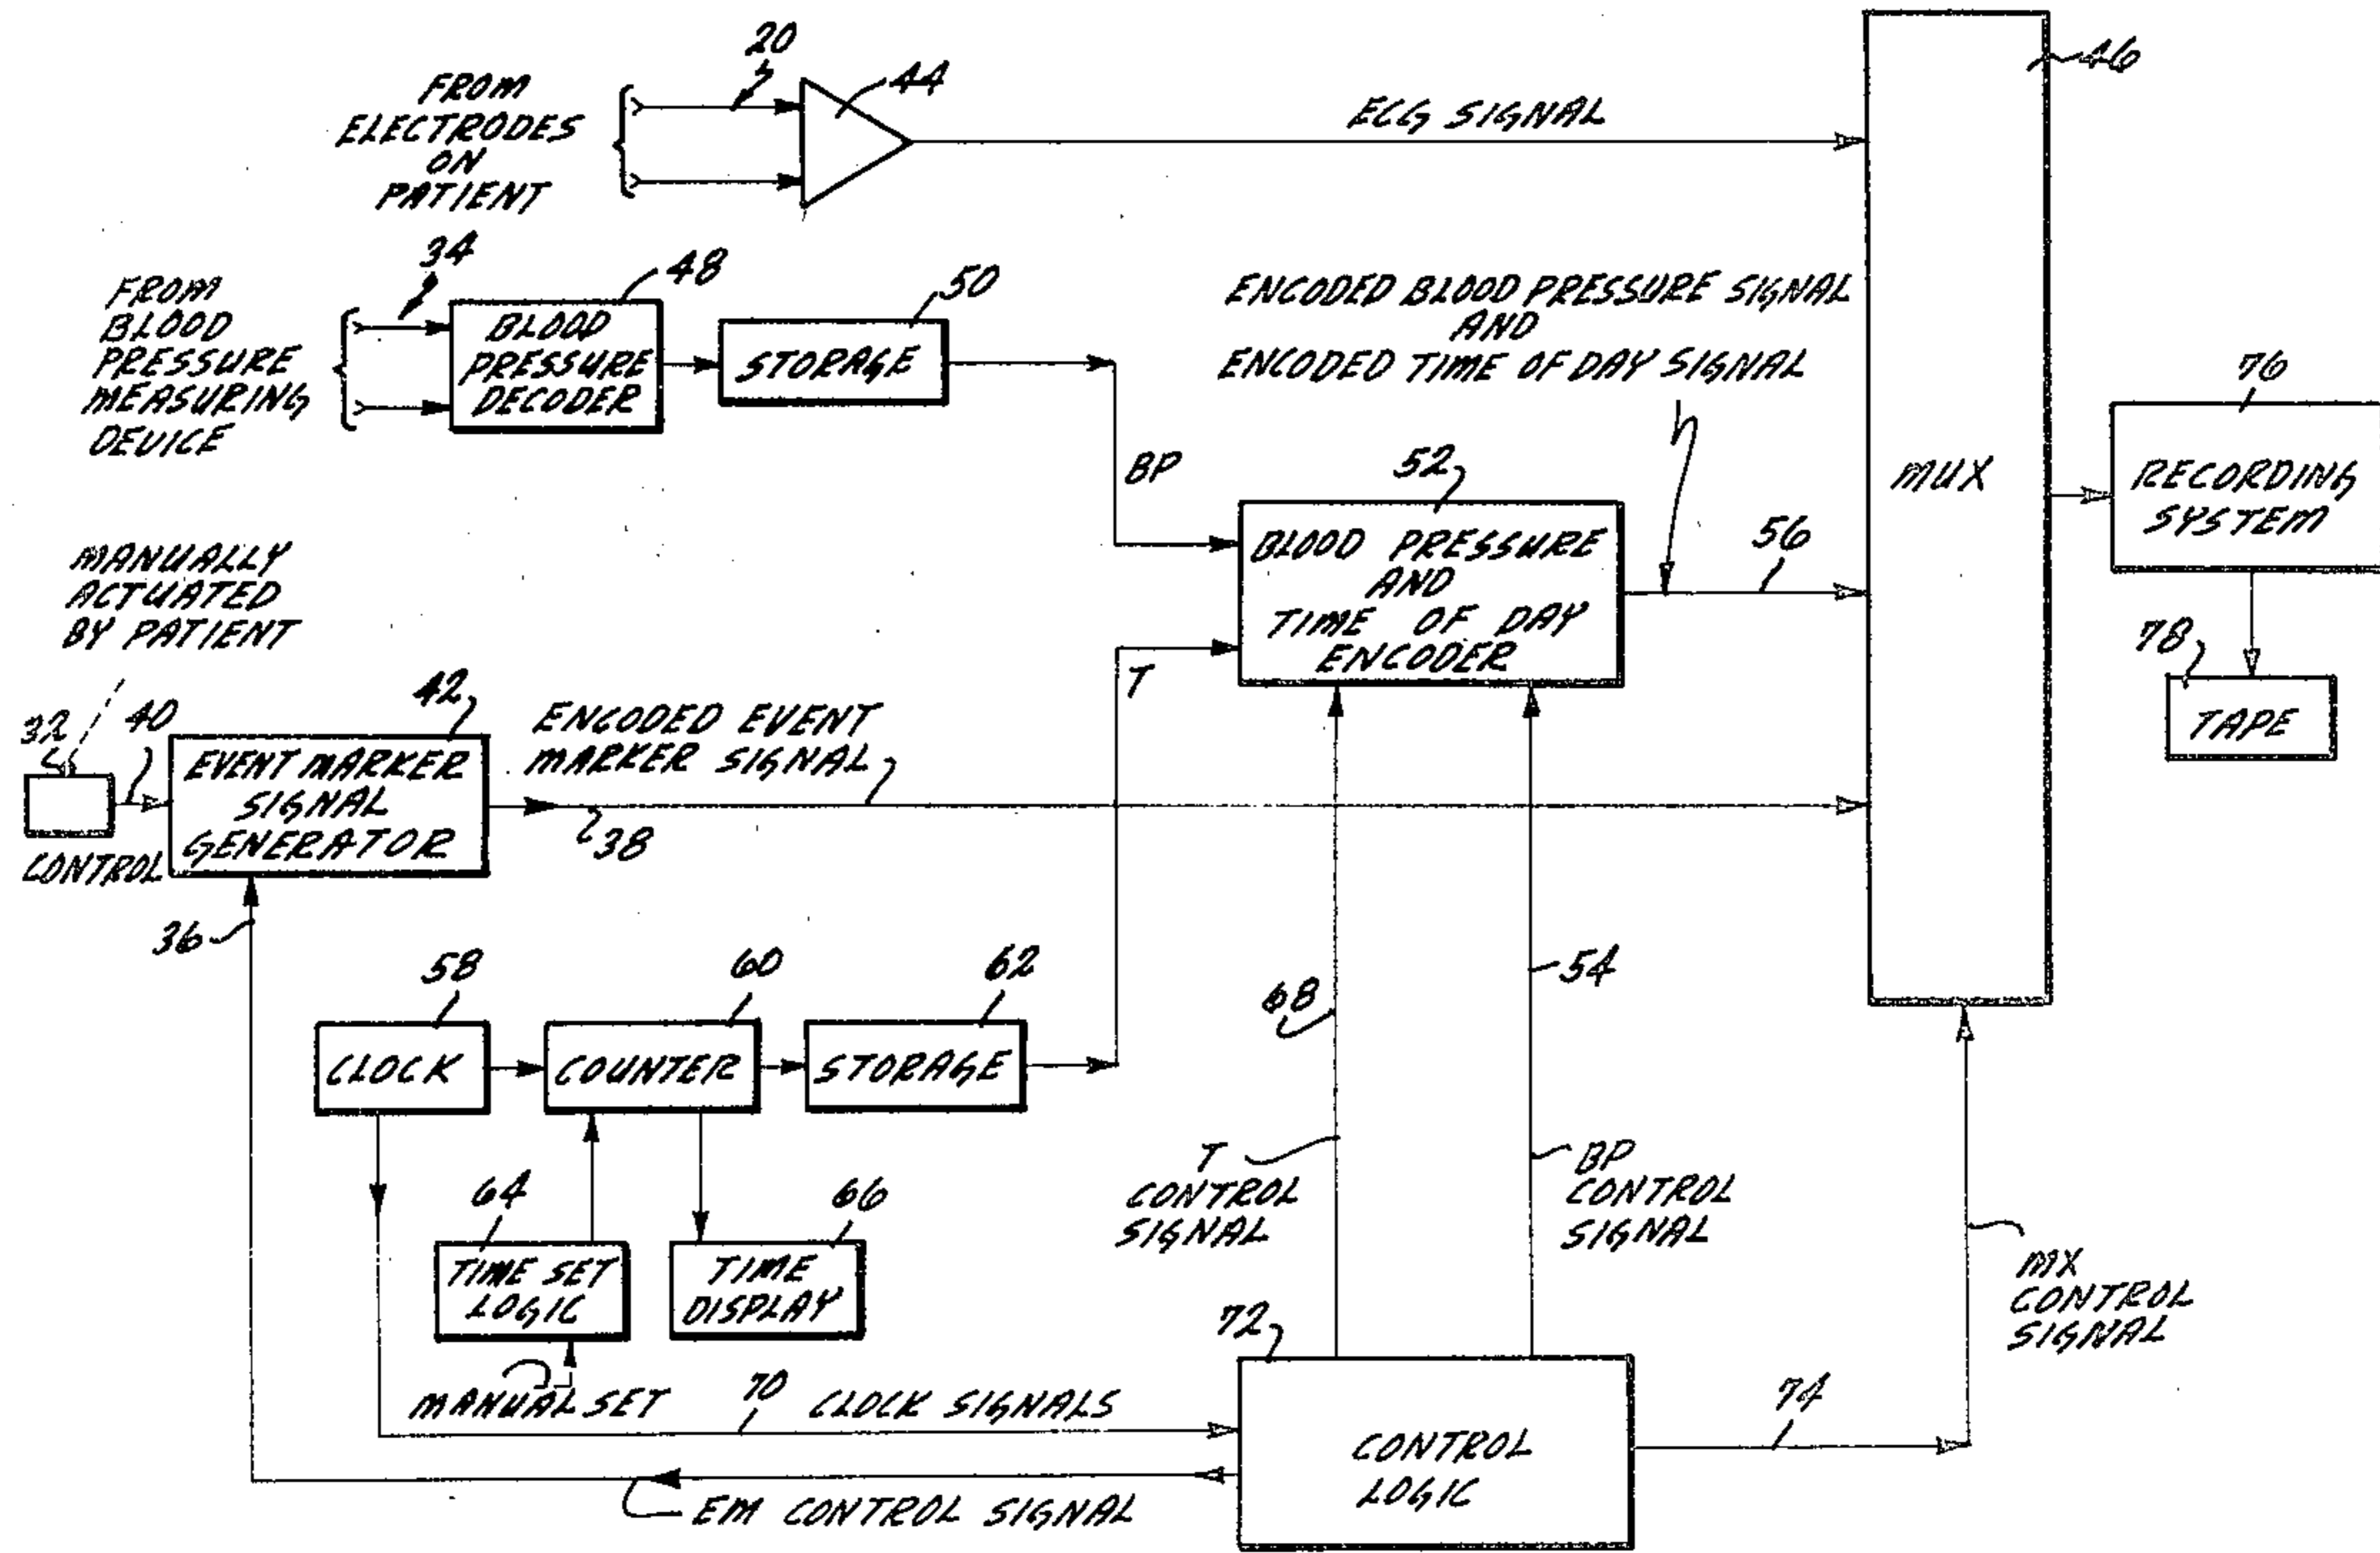 20
44
46
FROM
ELECTRODES
ON
PATIENT
ECG SIGNAL
34
48
50
FROM
BLOOD
PRESSURE
MEASURING
DEVICE
BLOOD
PRESSURE
DECODER
STORAGE
ENCODED BLOOD PRESSURE SIGNAL
AND
ENCODED TIME OF DAY SIGNAL
BP
52
BLOOD PRESSURE
AND
TIME OF DAY
ENCODER
56
MUX
76
RECORDING
SYSTEM
78
TAPE
MANUALLY
ACTUATED
BY PATIENT
32
40
42
CONTROL
EVENT MARKER
SIGNAL
GENERATOR
ENCODED EVENT
MARKER SIGNAL
38
T
36
58
60
62
CLOCK
COUNTER
STORAGE
68
54
64
66
TIME SET
LOGIC
TIME
DISPLAY
MANUAL SET
T
CONTROL
SIGNAL
BP
CONTROL
SIGNAL
MX
CONTROL
SIGNAL
70
CLOCK SIGNALS
72
CONTROL
LOGIC
74
EM CONTROL SIGNAL